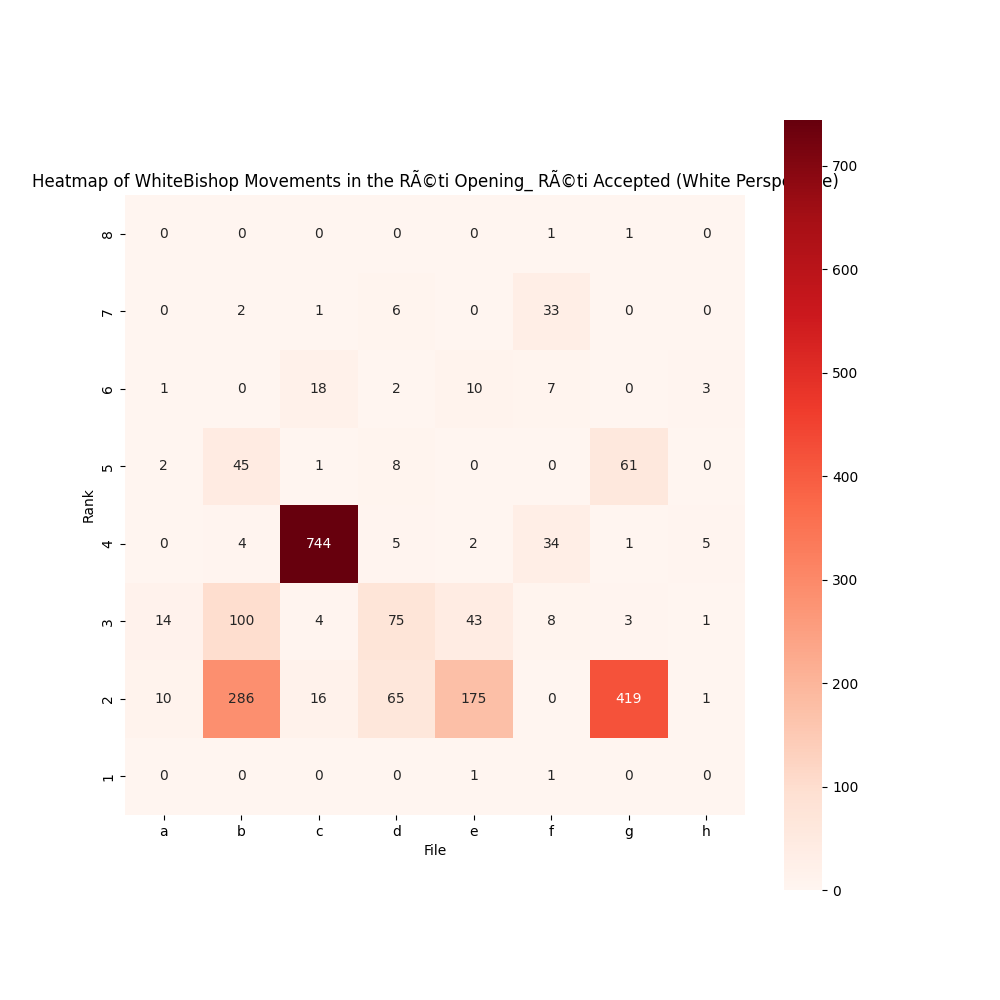 Heatmap of WhiteBishop Movements in the RÃ©ti Opening_ RÃ©ti Accepted (White Perspective)
Rank
8 0 0 0 0 0 1 1 0
7 0 2 1 6 0 33 0 0
6 1 0 18 2 10 7 0 3
5 2 45 1 8 0 0 61 0
4 0 4 744 5 2 34 1 5
3 14 100 4 75 43 8 3 1
2 10 286 16 65 175 0 419 1
1 0 0 0 0 1 1 0 0
a b c d e f g h
File
700
600
500
400
300
200
100
0